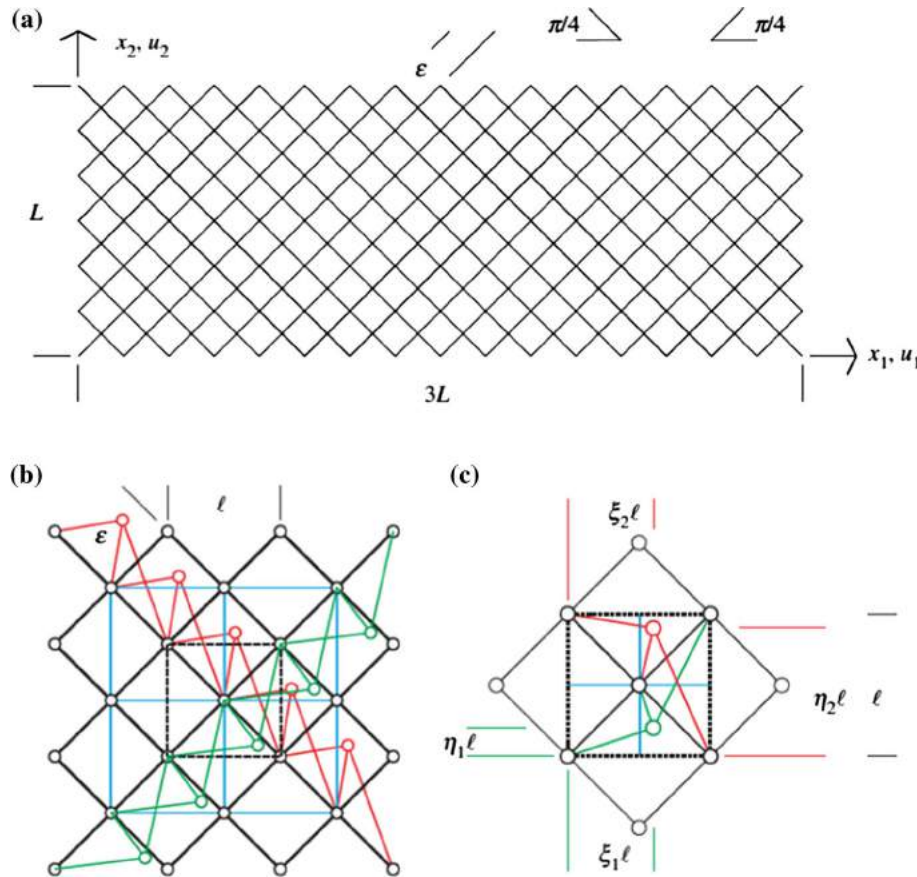 (a)
x₂, u₂
ε
π/4
π/4
L
x₁, u₁
3L
(b)
ℓ
ε
(c)
ξ₂ℓ
η₁ℓ
η₂ℓ
ℓ
ξ₁ℓ